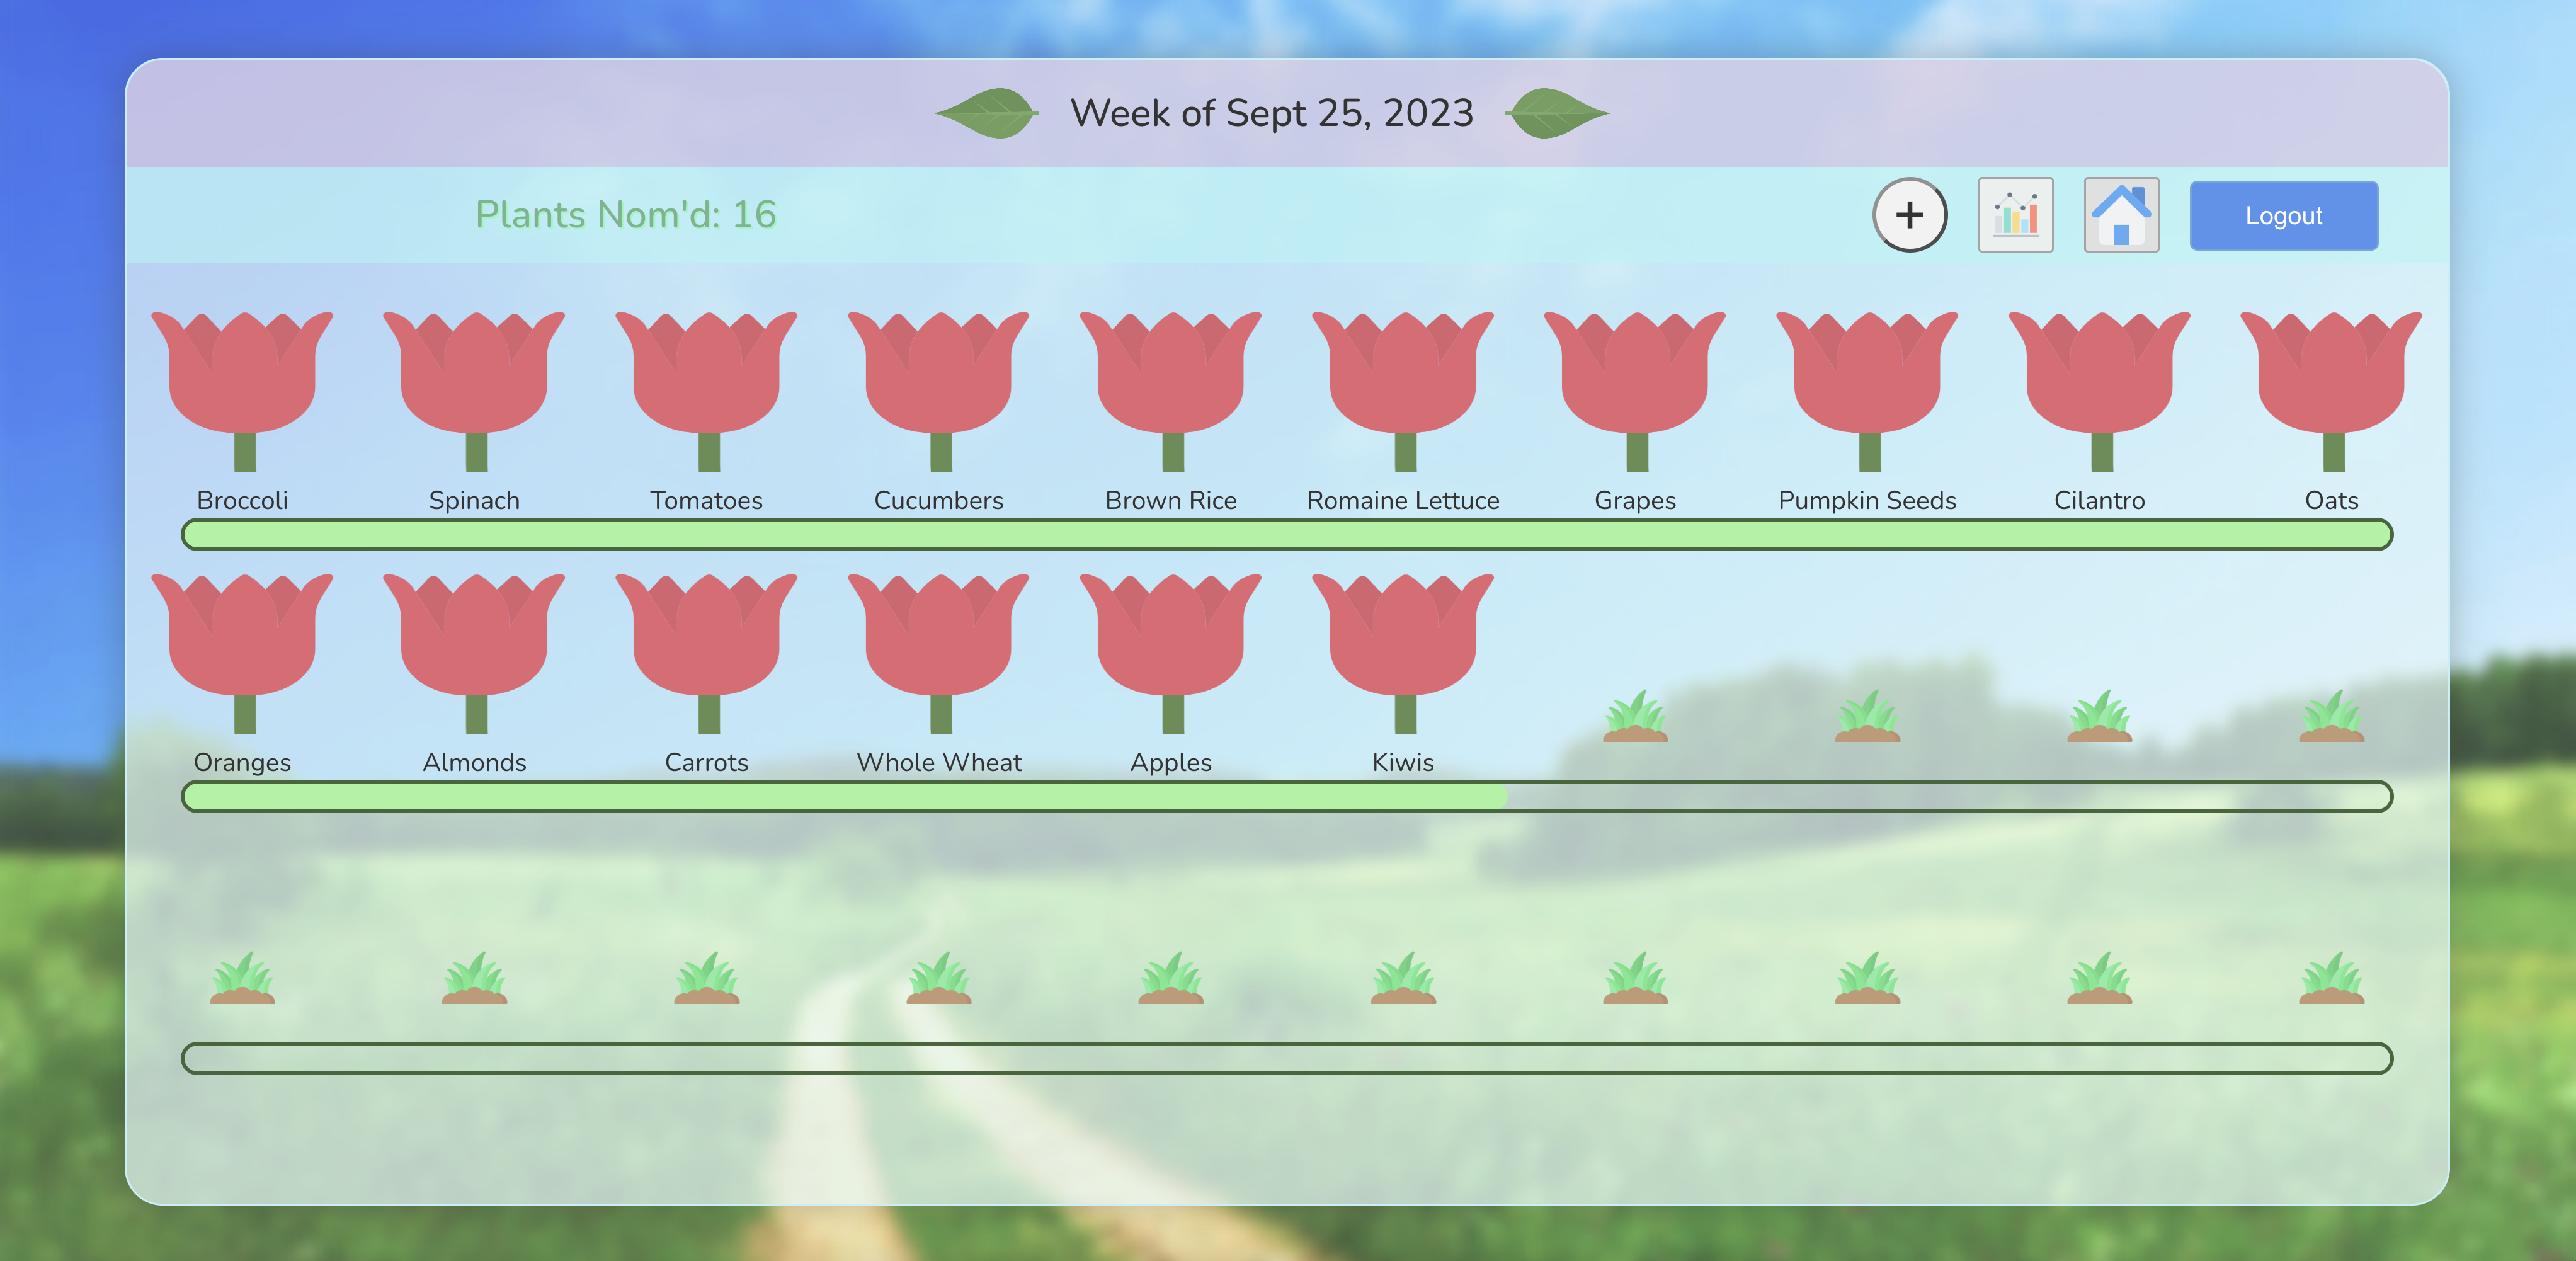 Week of Sept 25, 2023
Plants Nom'd: 16
+
Logout
Broccoli Spinach Tomatoes Cucumbers Brown Rice Romaine Lettuce Grapes Pumpkin Seeds Cilantro Oats
Oranges Almonds Carrots Whole Wheat Apples Kiwis